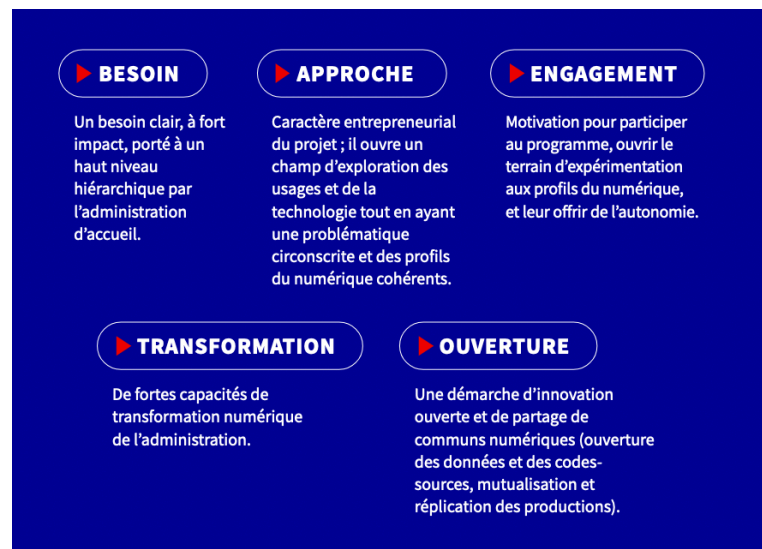 BESOIN
Un besoin clair, à fort
impact, porté à un
haut niveau
hiérarchique par
l’administration
d’accueil.
APPROCHE
Caractère entrepreneurial
du projet ; il ouvre un
champ d’exploration des
usages et de la
technologie tout en ayant
une problématique
circonscrite et des profils
du numérique cohérents.
ENGAGEMENT
Motivation pour participer
au programme, ouvrir le
terrain d’expérimentation
aux profils du numérique,
et leur offrir de l’autonomie.
TRANSFORMATION
De fortes capacités de
transformation numérique
de l’administration.
OUVERTURE
Une démarche d’innovation
ouverte et de partage de
communs numériques (ouverture
des données et des codes-
sources, mutualisation et
réplication des productions).